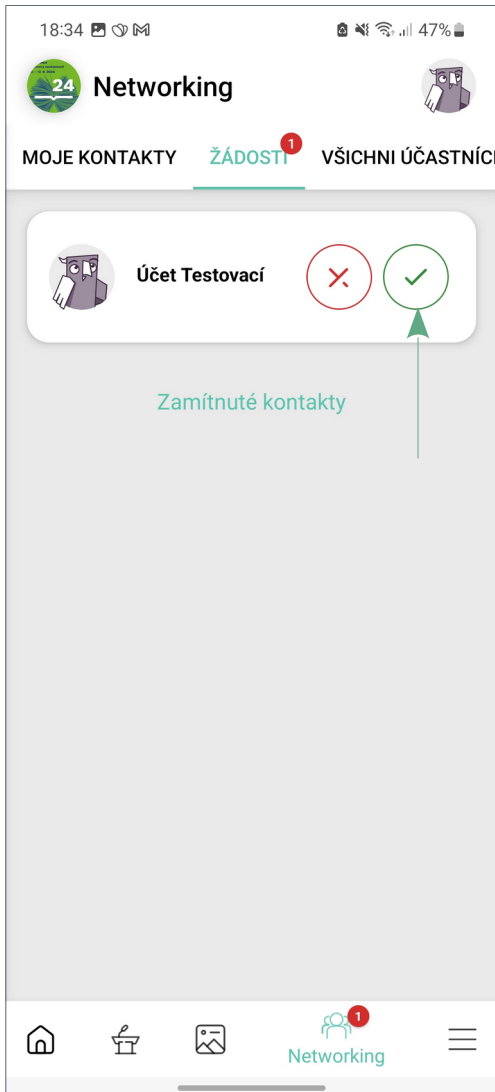 18:34
47%
24
Networking
MOJE KONTAKTY
ŽÁDOSTI
1
VŠICHNI ÚČASTNÍCI
Účet Testovací
Zamítnuté kontakty
1
Networking